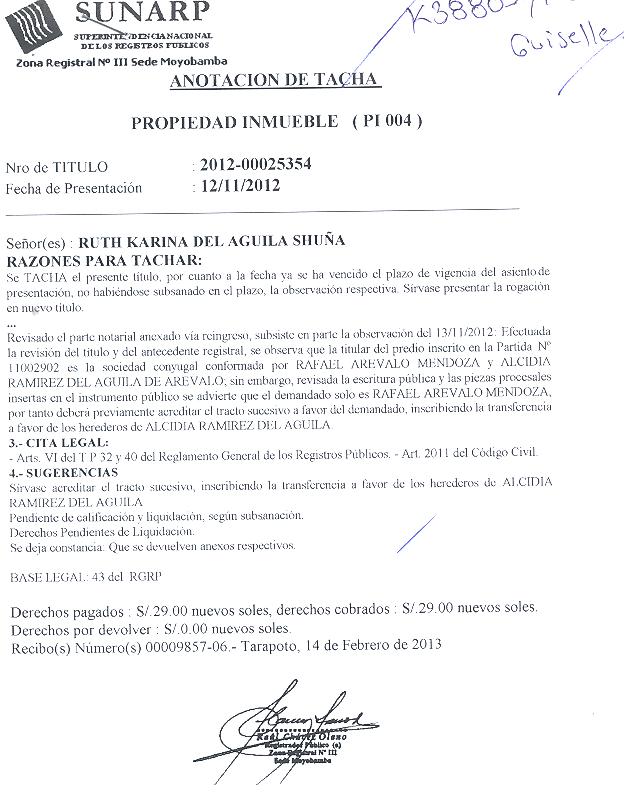 SUNARP
SUPERINTENDENCIA NACIONAL
DE LOS REGISTROS PUBLICOS
Zona Registral Nº III Sede Moyobamba
Guiselle
ANOTACION DE TACHA
PROPIEDAD INMUEBLE ( PI 004 )
Nro de TITULO : 2012-00025354
Fecha de Presentación : 12/11/2012
Señor(es) : RUTH KARINA DEL AGUILA SHUÑA
RAZONES PARA TACHAR:
Se TACHA el presente título, por cuanto a la fecha ya se ha vencido el plazo de vigencia del asiento de
presentación, no habiéndose subsanado en el plazo, la observación respectiva. Sírvase presentar la rogación
en nuevo título.
...
Revisado el parte notarial anexado vía reingreso, subsiste en parte la observación del 13/11/2012: Efectuada
la revisión del título y del antecedente registral, se observa que la titular del predio inscrito en la Partida Nº
11002902 es la sociedad conyugal conformada por RAFAEL AREVALO MENDOZA y ALCIDIA
RAMIREZ DEL AGUILA DE AREVALO; sin embargo, revisada la escritura pública y las piezas procesales
insertas en el instrumento público se advierte que el demandado solo es RAFAEL AREVALO MENDOZA,
por tanto deberá previamente acreditar el tracto sucesivo a favor del demandado, inscribiendo la transferencia
a favor de los herederos de ALCIDIA RAMIREZ DEL AGUILA.
3.- CITA LEGAL:
- Arts. VI del T P 32 y 40 del Reglamento General de los Registros Públicos. - Art. 2011 del Código Civil.
4.- SUGERENCIAS
Sírvase acreditar el tracto sucesivo, inscribiendo la transferencia a favor de los herederos de ALCIDIA
RAMIREZ DEL AGUILA
Pendiente de calificación y liquidación, según subsanación.
Derechos Pendientes de Liquidación.
Se deja constancia: Que se devuelven anexos respectivos.
BASE LEGAL: 43 del RGRP
Derechos pagados : S/.29.00 nuevos soles, derechos cobrados : S/.29.00 nuevos soles.
Derechos por devolver : S/.0.00 nuevos soles.
Recibo(s) Número(s) 00009857-06.- Tarapoto, 14 de Febrero de 2013
Raúl Chávez Olano
Registrador Público (e)
Zona Registral Nº III
Sede Moyobamba